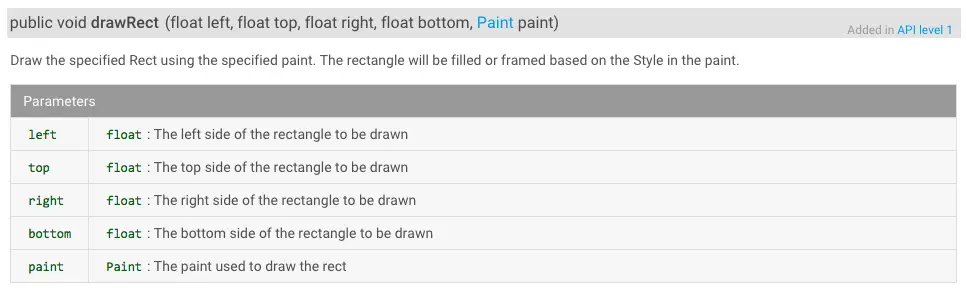 public void drawRect (float left, float top, float right, float bottom, Paint paint)
Added in API level 1
Draw the specified Rect using the specified paint. The rectangle will be filled or framed based on the Style in the paint.
Parameters
left float : The left side of the rectangle to be drawn
top float : The top side of the rectangle to be drawn
right float : The right side of the rectangle to be drawn
bottom float : The bottom side of the rectangle to be drawn
paint Paint : The paint used to draw the rect